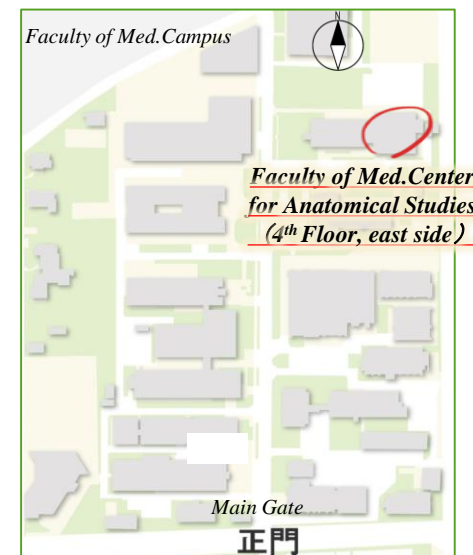 Faculty of Med.Campus
N
Faculty of Med.Center
for Anatomical Studies
(4th Floor, east side)
Main Gate
正門